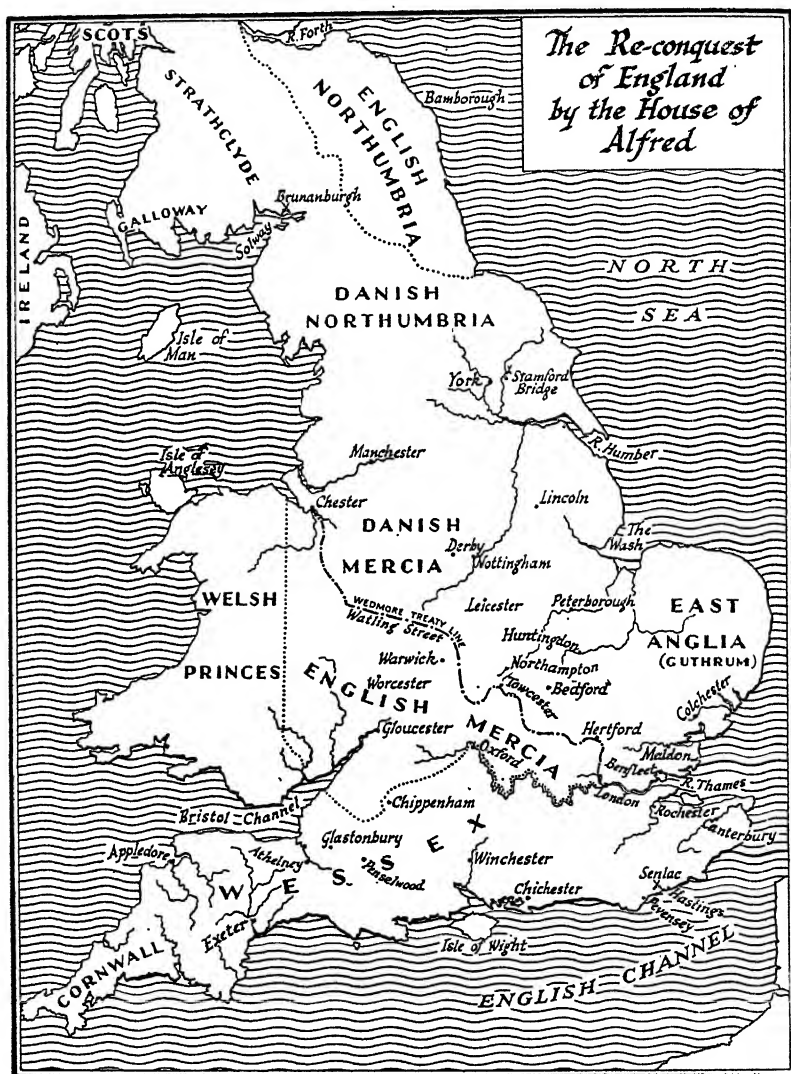 The Re-conquest
of England
by the House of
Alfred
SCOTS
R. Forth
STRATHCLYDE
ENGLISH
NORTHUMBRIA
Bamborough
GALLOWAY
Brunanburgh
Solway
IRELAND
NORTH
SEA
DANISH
NORTHUMBRIA
Isle of
Man
York
Stamford
Bridge
R. Humber
Isle of
Anglesey
Manchester
Chester
Lincoln
DANISH
MERCIA
Derby
Nottingham
The
Wash
WELSH
PRINCES
WEDMORE TREATY LINE
Watling Street
Leicester
Peterborough
EAST
ANGLIA
(GUTHRUM)
Huntingdon
Warwick
Northampton
Towcester
Bedford
Worcester
ENGLISH
MERCIA
Colchester
Gloucester
Hertford
Oxford
Meldon
Benfleet
R. Thames
London
Rochester
Canterbury
Bristol Channel
Chippenham
Glastonbury
Appledore
Athelney
Penselwood
WESSEX
Winchester
Senlac
Hastings
Pevensey
Chichester
Exeter
Isle of Wight
CORNWALL
ENGLISH CHANNEL